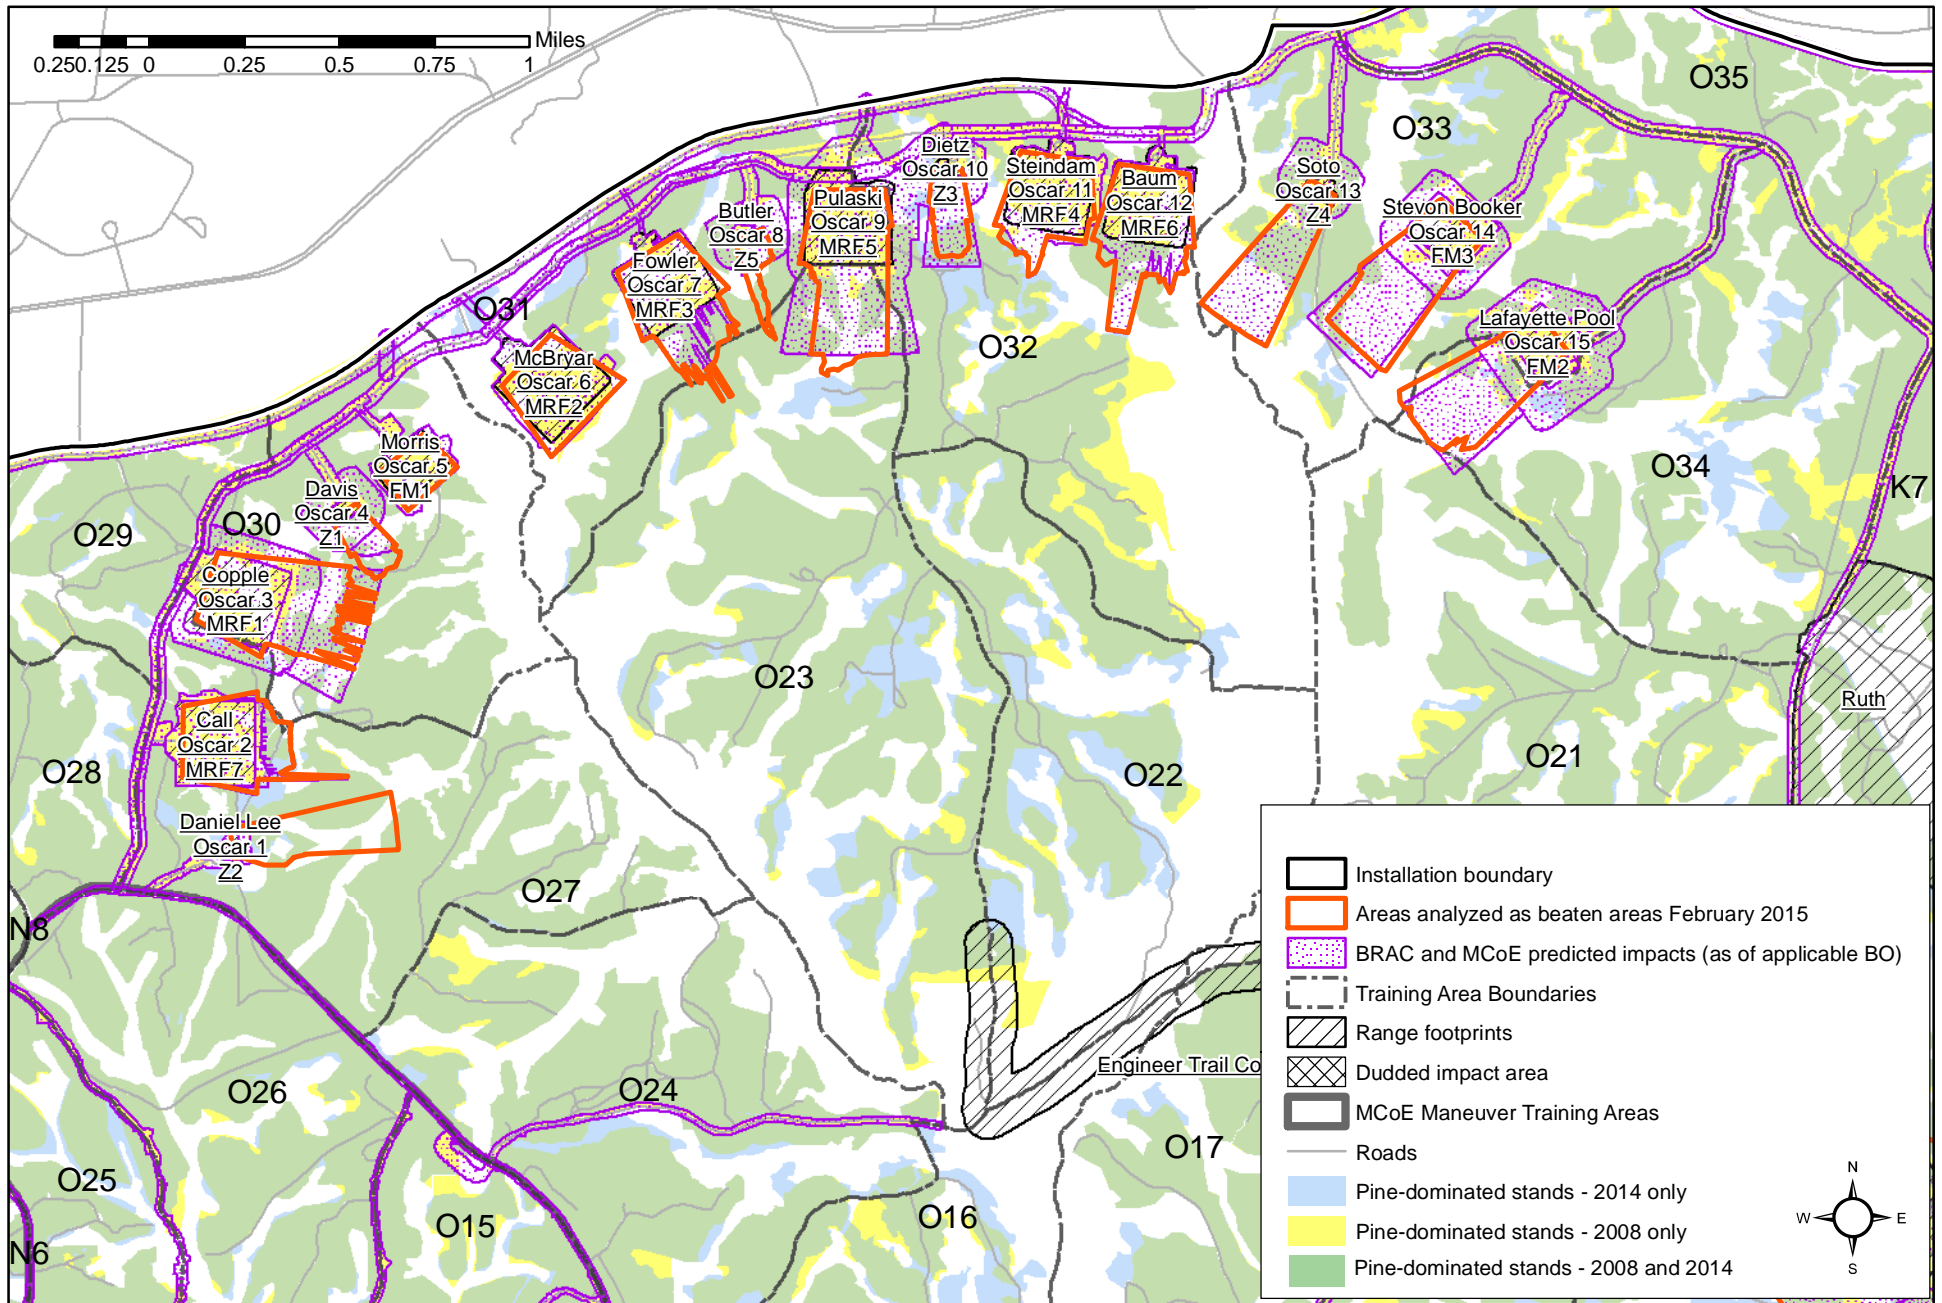 Miles
0.25 0.125 0 0.25 0.5 0.75 1
O35
O33
Dietz
Oscar 10
Z3
Steindam
Oscar 11
MRF4
Baum
Oscar 12
MRF6
Soto
Oscar 13
Z4
Pulaski
Oscar 9
MRF5
Butler
Oscar 8
Z5
Stevon Booker
Oscar 14
FM3
Fowler
Oscar 7
MRF3
O31
Lafayette Pool
Oscar 15
FM2
O32
McBryar
Oscar 6
MRF2
Morris
Oscar 5
FM1
O34
K7
Davis
Oscar 4
Z1
O30
O29
Copple
Oscar 3
MRF1
O23
Ruth
Call
Oscar 2
MRF7
O28
O22
O21
Daniel Lee
Oscar 1
Z2
O27
N8
Engineer Trail Co
O24
O26
O17
O25
O15
O16
N6
Installation boundary
Areas analyzed as beaten areas February 2015
BRAC and MCoE predicted impacts (as of applicable BO)
Training Area Boundaries
Range footprints
Dudded impact area
MCoE Maneuver Training Areas
Roads
Pine-dominated stands - 2014 only
Pine-dominated stands - 2008 only
Pine-dominated stands - 2008 and 2014
N
W E
S